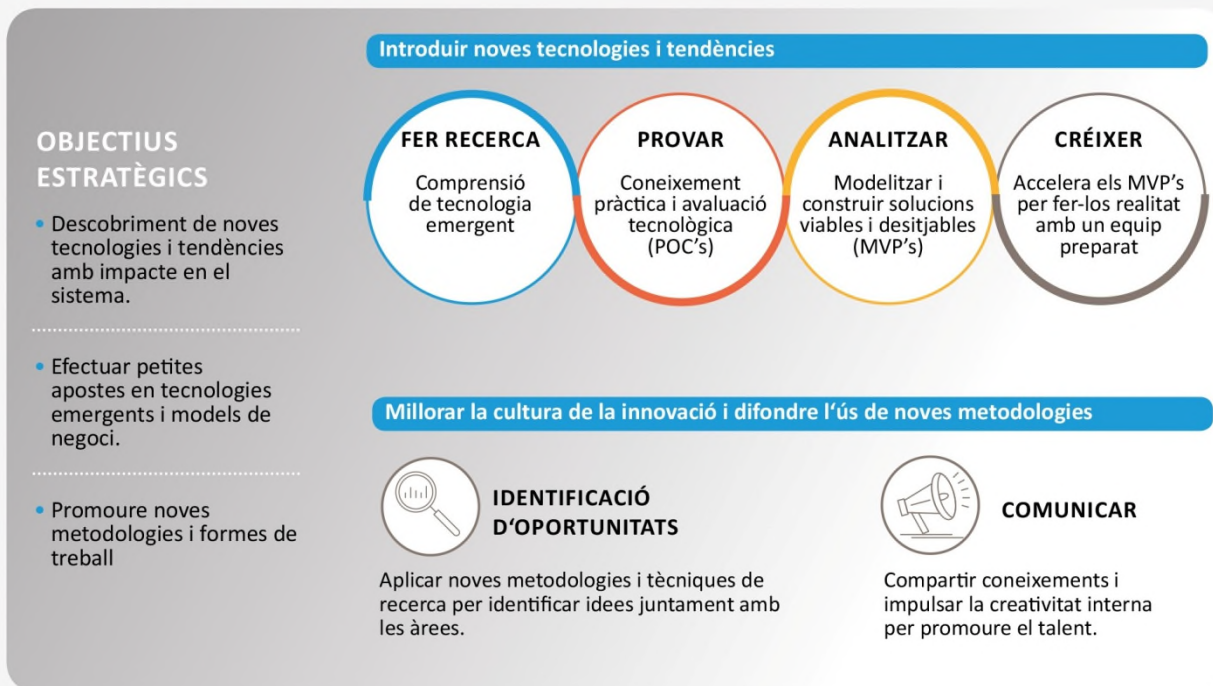 OBJECTIUS
ESTRATÈGICS
• Descobriment de noves
tecnologies i tendències
amb impacte en el
sistema.
• Efectuar petites
apostes en tecnologies
emergents i models de
negoci.
• Promoure noves
metodologies i formes de
treball
Introduir noves tecnologies i tendències
FER RECERCA
Comprensió
de tecnologia
emergent
PROVAR
Coneixement
pràctica i avaluació
tecnològica
(POC’s)
ANALITZAR
Modelitzar i
construir solucions
viables i desitjables
(MVP’s)
CRÉIXER
Accelera els MVP’s
per fer-los realitat
amb un equip
preparat
Millorar la cultura de la innovació i difondre l‘ús de noves metodologies
IDENTIFICACIÓ
D‘OPORTUNITATS
Aplicar noves metodologies i tècniques de
recerca per identificar idees juntament amb
les àrees.
COMUNICAR
Compartir coneixements i
impulsar la creativitat interna
per promoure el talent.